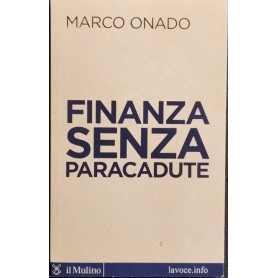 MARCO ONADO
FINANZA
SENZA
PARACADUTE
il Mulino
lavoce.info